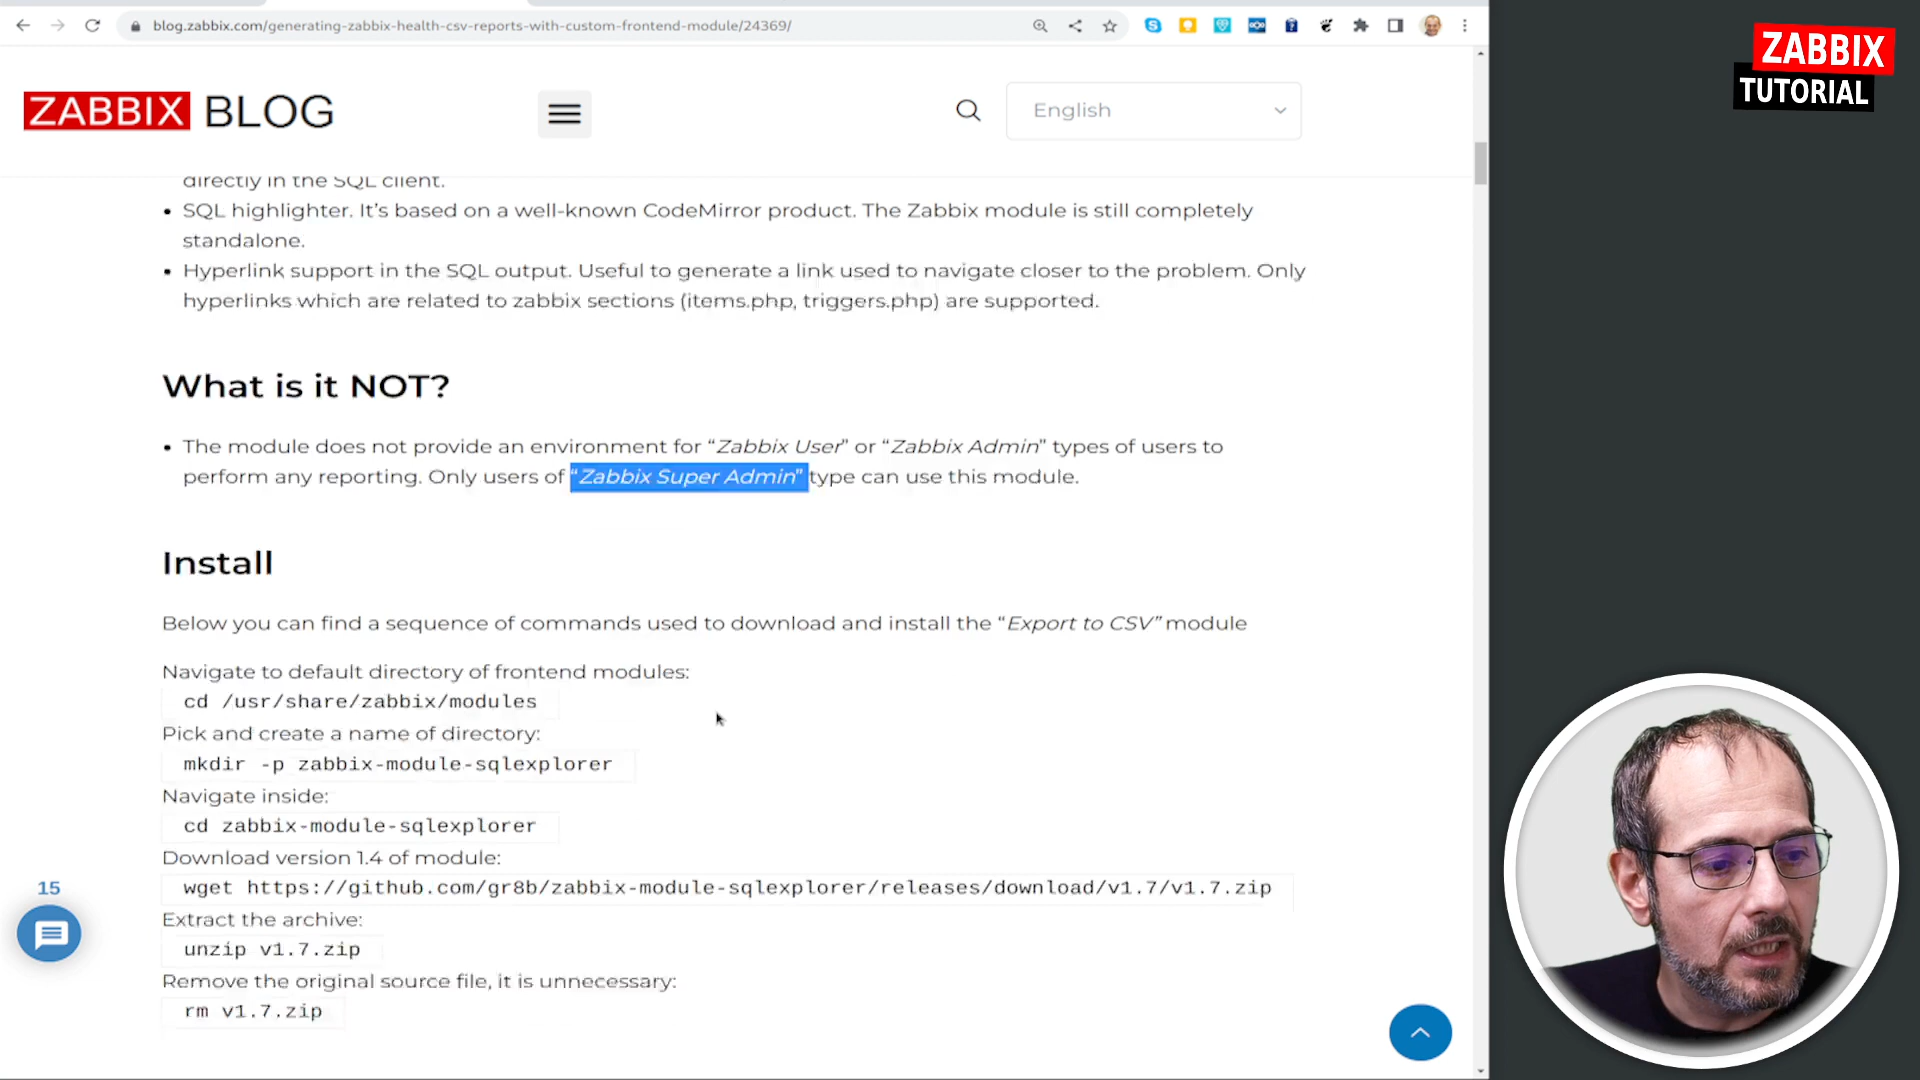 blog.zabbix.com/generating-zabbix-health-csv-reports-with-custom-frontend-module/24369/
ZABBIX
TUTORIAL
ZABBIX BLOG
English
directly in the SQL client.
• SQL highlighter. It's based on a well-known CodeMirror product. The Zabbix module is still completely
standalone.
• Hyperlink support in the SQL output. Useful to generate a link used to navigate closer to the problem. Only
hyperlinks which are related to zabbix sections (items.php, triggers.php) are supported.
What is it NOT?
• The module does not provide an environment for “Zabbix User” or “Zabbix Admin” types of users to
perform any reporting. Only users of “Zabbix Super Admin” type can use this module.
Install
Below you can find a sequence of commands used to download and install the “Export to CSV” module
Navigate to default directory of frontend modules:
cd /usr/share/zabbix/modules
Pick and create a name of directory:
mkdir -p zabbix-module-sqlexplorer
Navigate inside:
cd zabbix-module-sqlexplorer
Download version 1.4 of module:
wget https://github.com/gr8b/zabbix-module-sqlexplorer/releases/download/v1.7/v1.7.zip
15
Extract the archive:
unzip v1.7.zip
Remove the original source file, it is unnecessary:
rm v1.7.zip